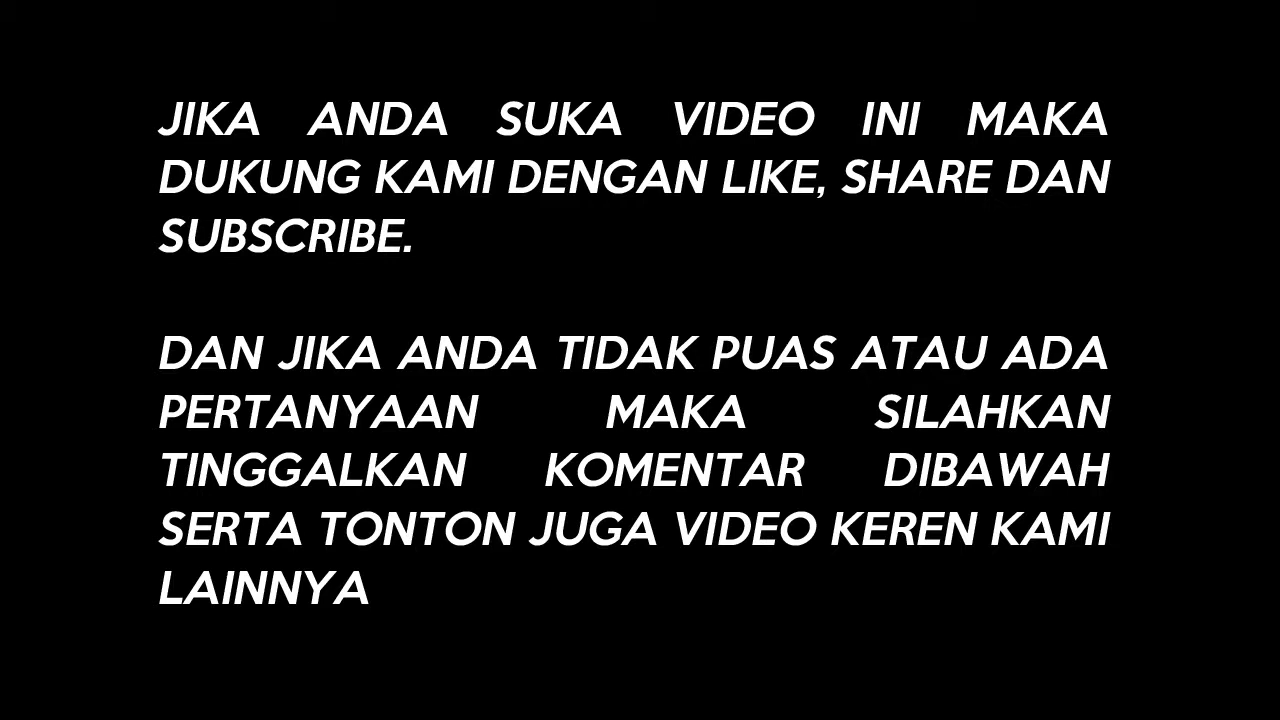 JIKA ANDA SUKA VIDEO INI MAKA
DUKUNG KAMI DENGAN LIKE, SHARE DAN
SUBSCRIBE.
DAN JIKA ANDA TIDAK PUAS ATAU ADA
PERTANYAAN MAKA SILAHKAN
TINGGALKAN KOMENTAR DIBAWAH
SERTA TONTON JUGA VIDEO KEREN KAMI
LAINNYA